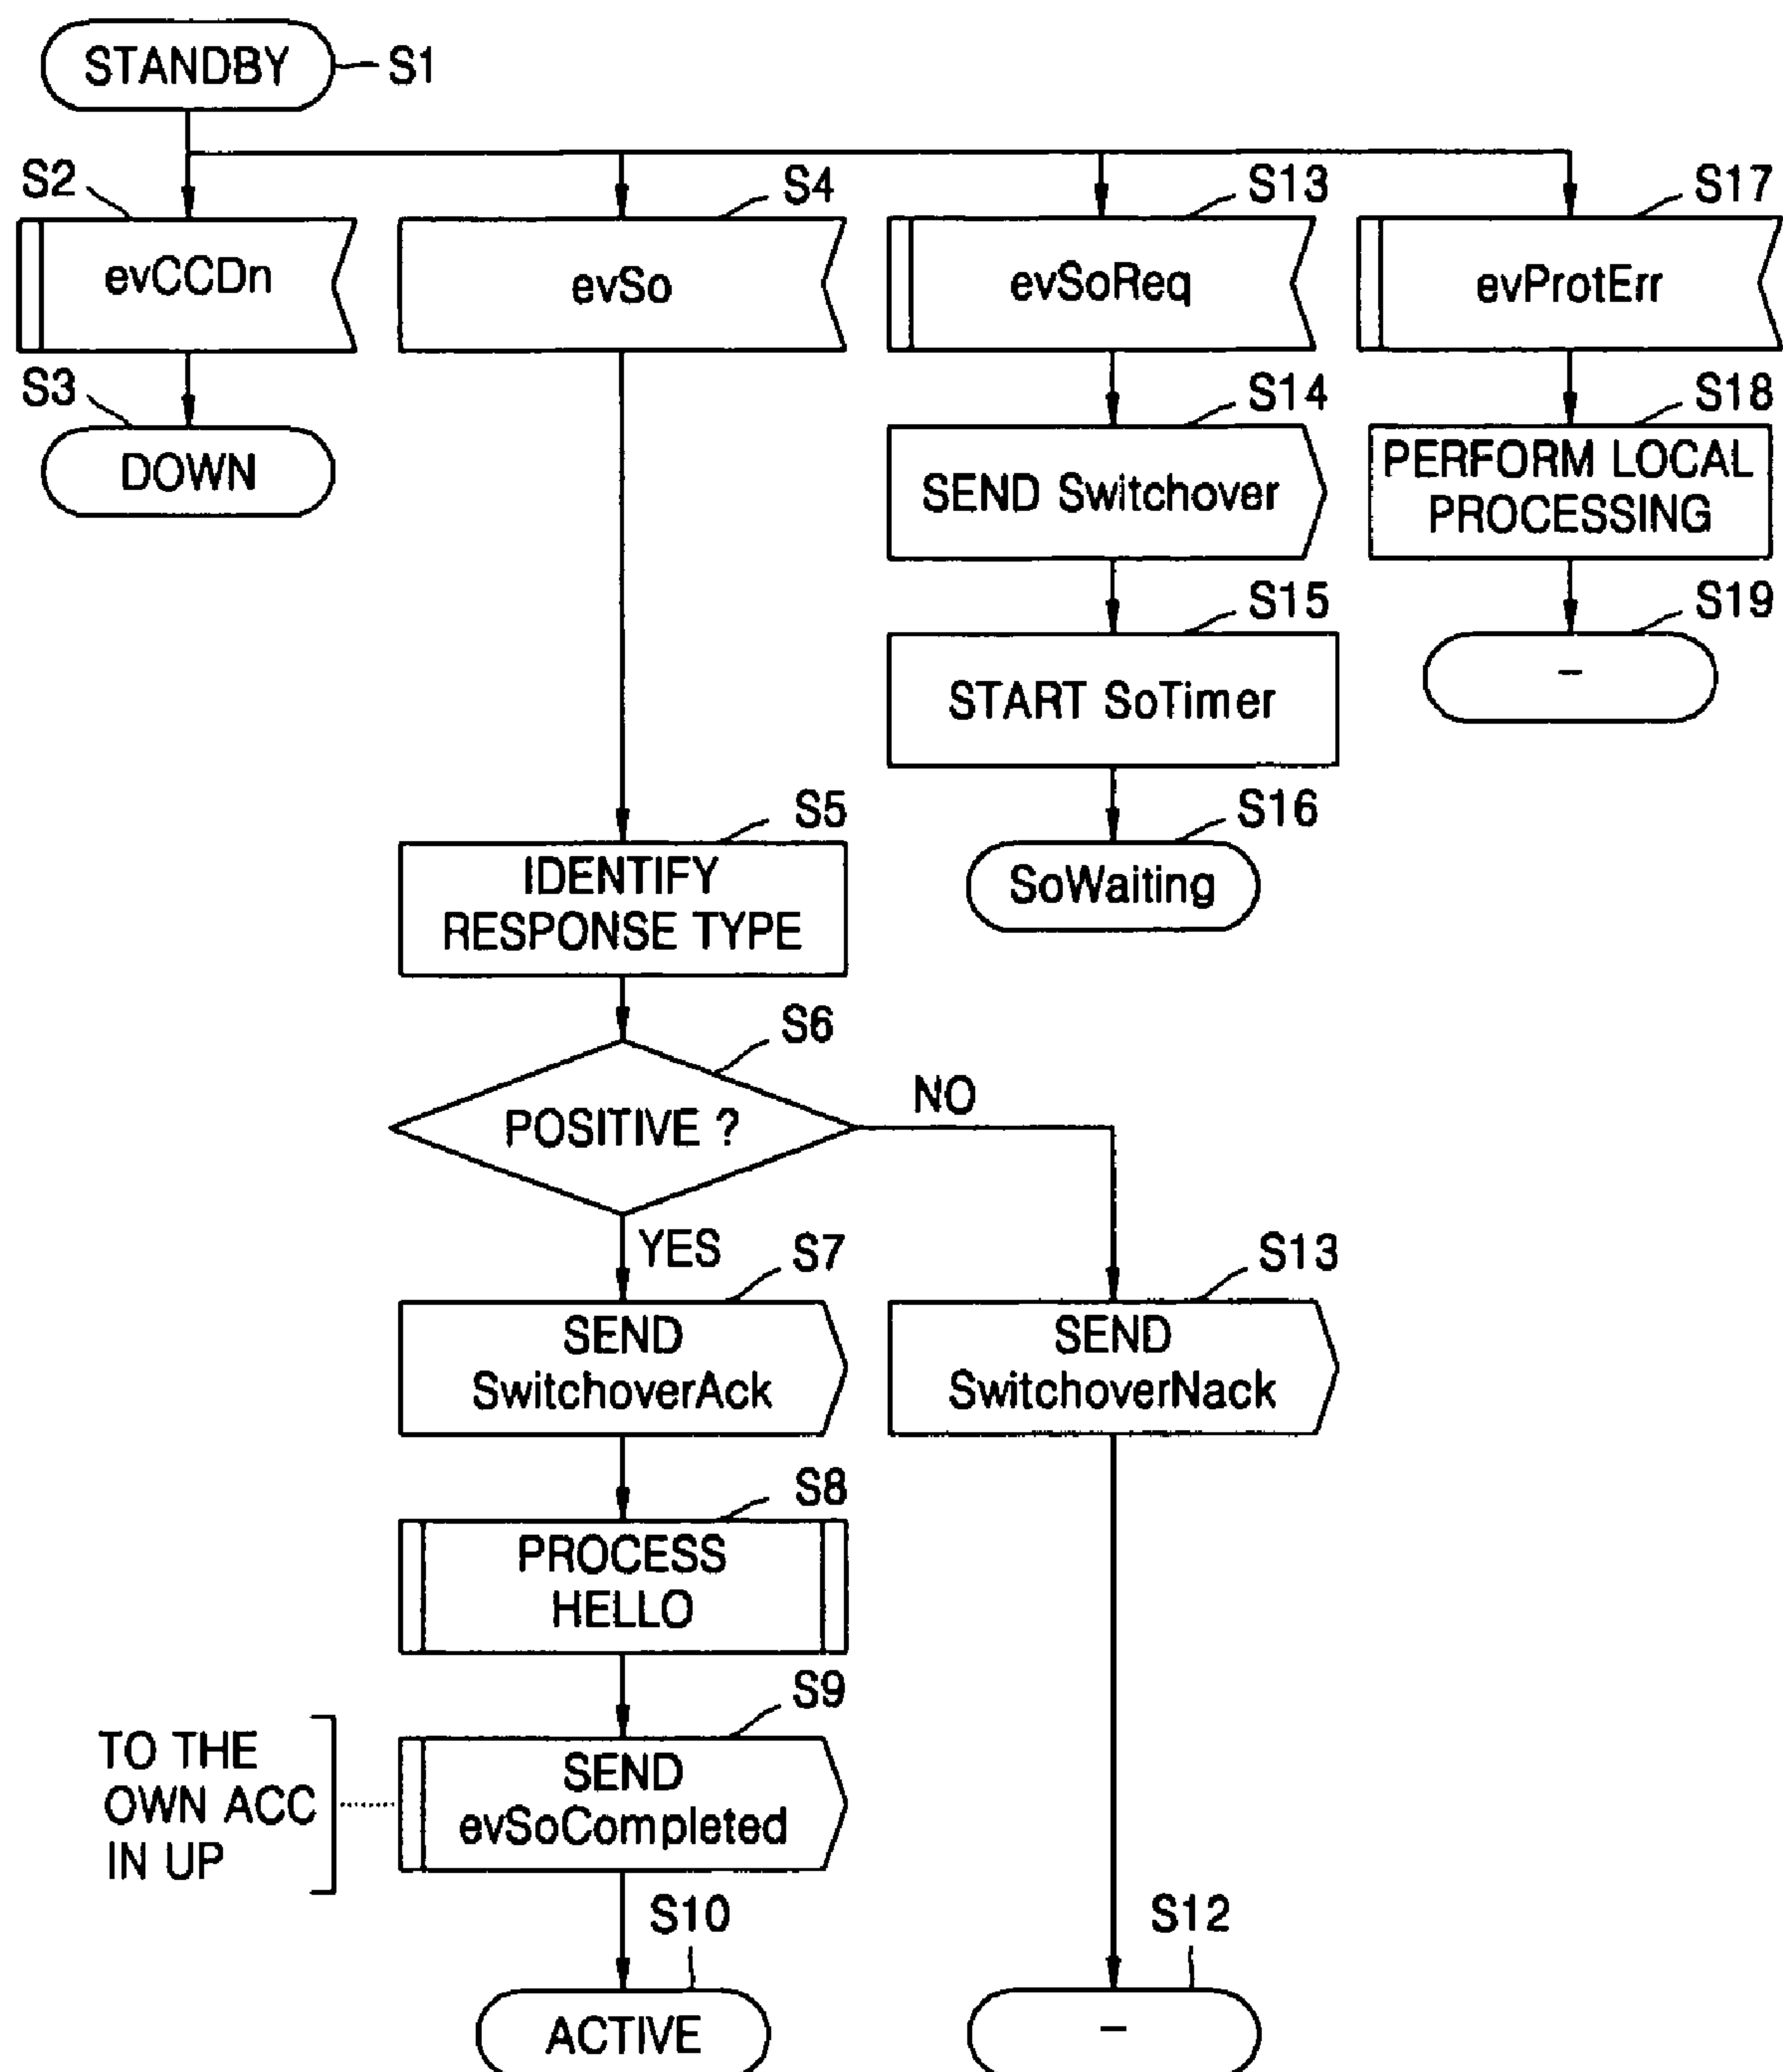 STANDBY
S1
S2
S4
S13
S17
evCCDn
evSo
evSoReq
evProtErr
S3
S14
S18
DOWN
SEND Switchover
PERFORM LOCAL
PROCESSING
S15
S19
START SoTimer
–
S5
S16
IDENTIFY
RESPONSE TYPE
SoWaiting
S6
POSITIVE ?
NO
YES
S7
S13
SEND
SwitchoverAck
SEND
SwitchoverNack
S8
PROCESS
HELLO
S9
TO THE
OWN ACC
IN UP
SEND
evSoCompleted
S10
S12
ACTIVE
–